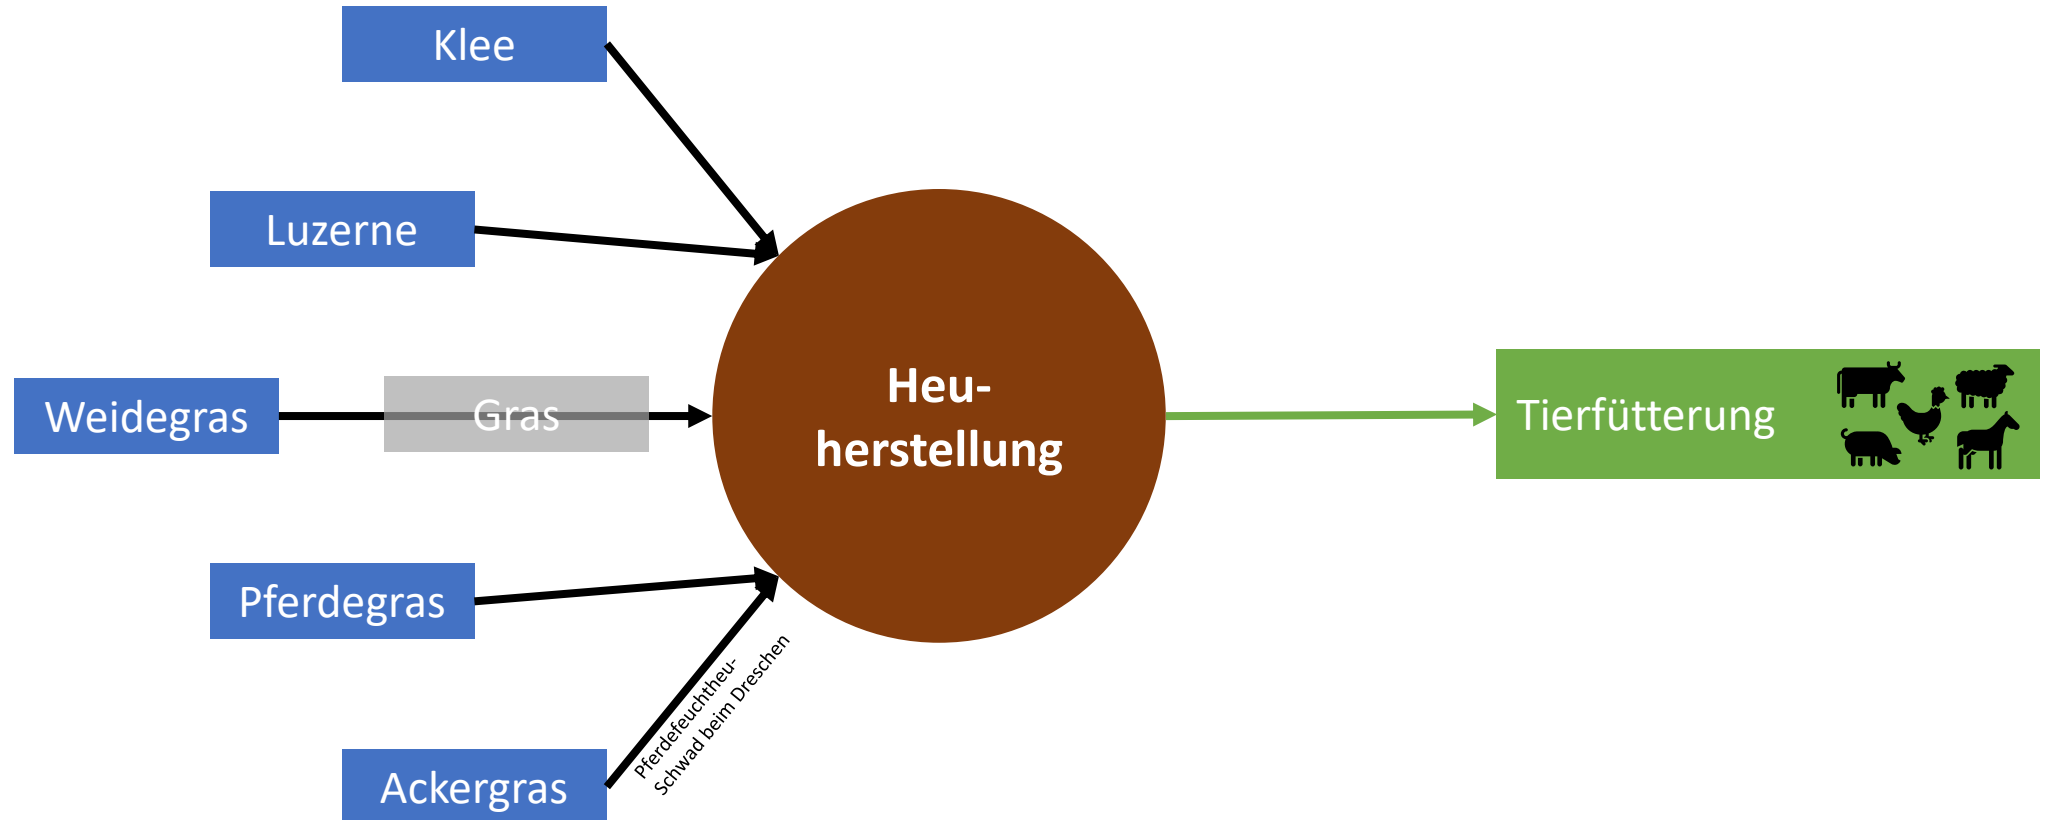 Klee
Luzerne
Weidegras
Gras
Heu-
herstellung
Tierfütterung
Pferdegras
Pferdefeuchtheu-
Schwad beim Dreschen
Ackergras